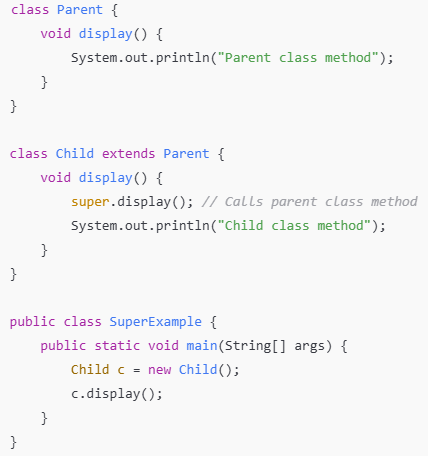 class Parent {
    void display() {
        System.out.println("Parent class method");
    }
}

class Child extends Parent {
    void display() {
        super.display(); // Calls parent class method
        System.out.println("Child class method");
    }
}

public class SuperExample {
    public static void main(String[] args) {
        Child c = new Child();
        c.display();
    }
}